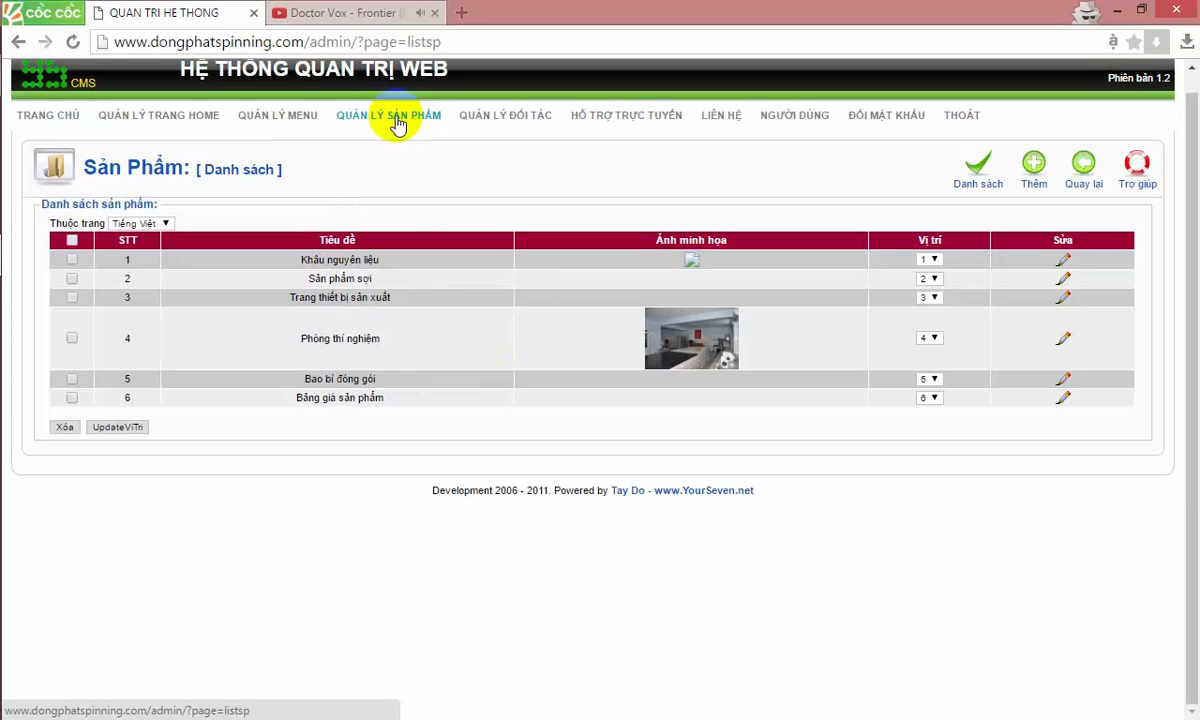 CỐC CỐC
QUAN TRI HE THONG
Doctor Vox - Frontier (
www.dongphatspinning.com/admin/?page=listsp
CMS
HỆ THỐNG QUẢN TRỊ WEB
Phiên bản 1.2
TRANG CHỦ QUẢN LÝ TRANG HOME QUẢN LÝ MENU QUẢN LÝ SẢN PHẨM QUẢN LÝ ĐỐI TÁC HỖ TRỢ TRỰC TUYẾN LIÊN HỆ NGƯỜI DÙNG ĐỔI MẬT KHẨU THOÁT
Sản Phẩm: [ Danh sách ]
Danh sách Thêm Quay lại Trợ giúp
Danh sách sản phẩm:
Thuộc trang Tiếng Việt
STT Tiêu đề Ảnh minh họa Vị trí Sửa
1 Khâu nguyên liệu 1
2 Sản phẩm sợi 2
3 Trang thiết bị sản xuất 3
4 Phòng thí nghiệm 4
5 Bao bì đóng gói 5
6 Bảng giá sản phẩm 6
Xóa UpdateViTri
Development 2006 - 2011. Powered by Tay Do - www.YourSeven.net
www.dongphatspinning.com/admin/?page=listsp